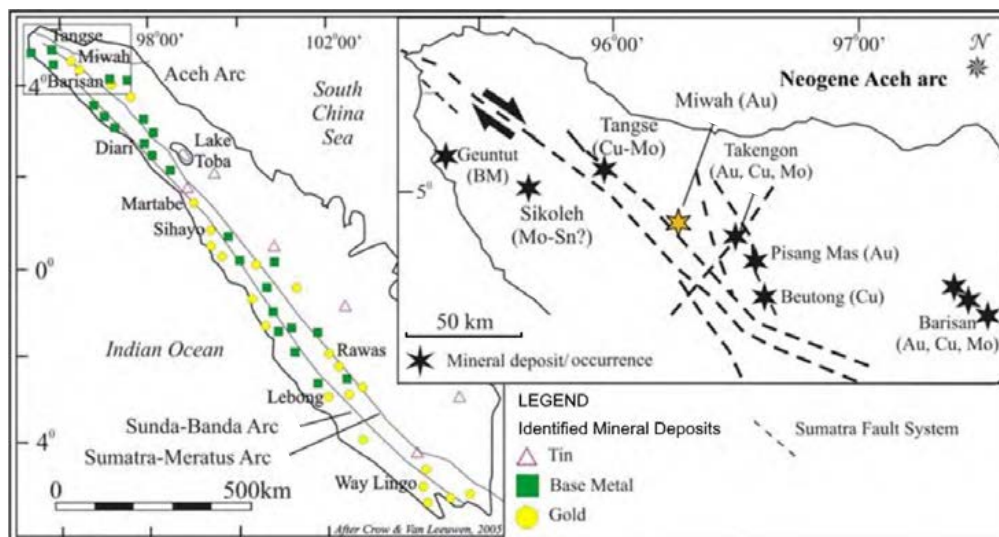 98°00'
102°00'
Tangse
Miwah
Barisan
Aceh Arc
4°
South
China
Sea
Lake
Toba
Diari
Martabe
Sihayo
0°
Indian Ocean
Rawas
Lebong
Sunda-Banda Arc
Sumatra-Meratus Arc
4°
Way Lingo
0
500km
After Crow & Van Leeuwen, 2005
96°00'
97°00'
N
Neogene Aceh arc
Miwah (Au)
Tangse
(Cu-Mo)
Takengon
(Au, Cu, Mo)
Geuntut
(BM)
5°
Sikoleh
(Mo-Sn?)
Pisang Mas (Au)
Beutong (Cu)
Barisan
(Au, Cu, Mo)
50 km
Mineral deposit/occurrence
LEGEND
Identified Mineral Deposits
Tin
Base Metal
Gold
Sumatra Fault System